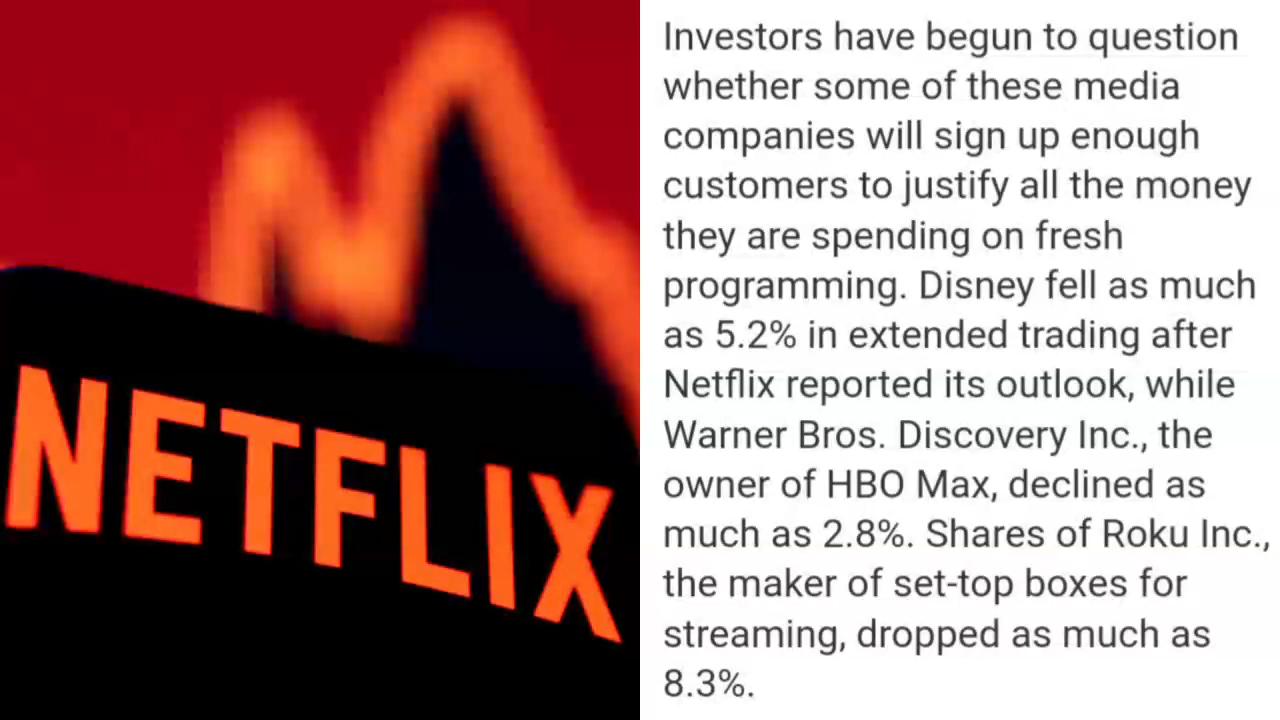 NETFLIX
Investors have begun to question
whether some of these media
companies will sign up enough
customers to justify all the money
they are spending on fresh
programming. Disney fell as much
as 5.2% in extended trading after
Netflix reported its outlook, while
Warner Bros. Discovery Inc., the
owner of HBO Max, declined as
much as 2.8%. Shares of Roku Inc.,
the maker of set-top boxes for
streaming, dropped as much as
8.3%.